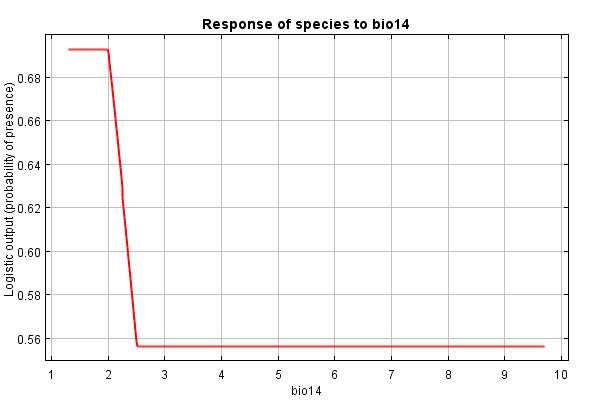 Response of species to bio14
Logistic output (probability of presence)
0.68
0.66
0.64
0.62
0.60
0.58
0.56
1 2 3 4 5 6 7 8 9 10
bio14